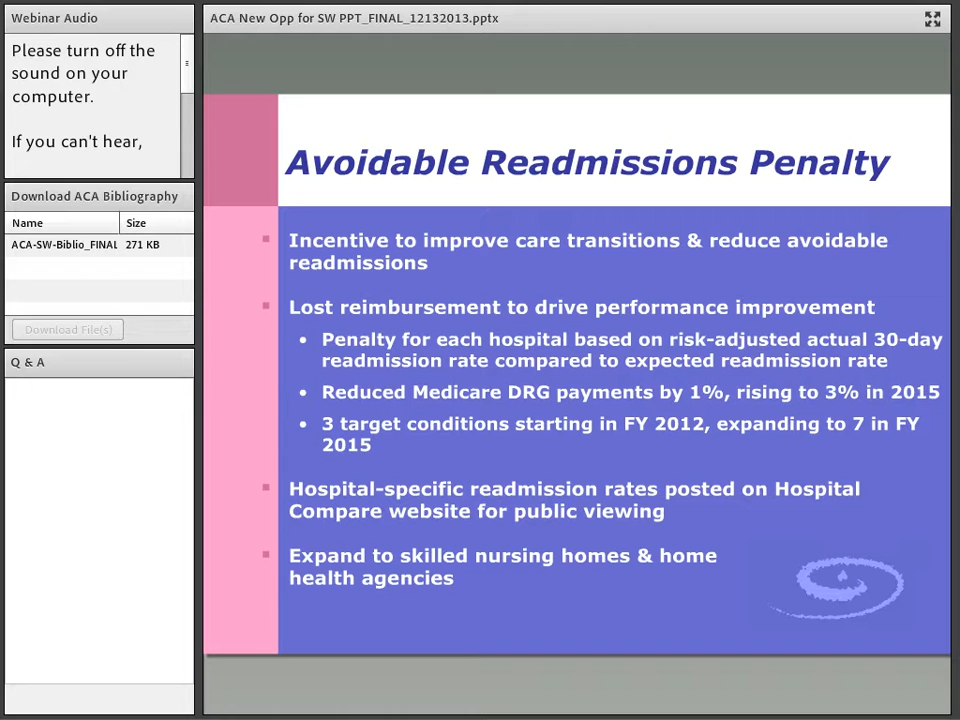 Webinar Audio
Please turn off the
sound on your
computer.
If you can't hear,
Download ACA Bibliography
Name Size
ACA-SW-Biblio_FINAL 271 KB
Download File(s)
Q & A
ACA New Opp for SW PPT_FINAL_12132013.pptx
Avoidable Readmissions Penalty
Incentive to improve care transitions & reduce avoidable
readmissions
Lost reimbursement to drive performance improvement
• Penalty for each hospital based on risk-adjusted actual 30-day
readmission rate compared to expected readmission rate
• Reduced Medicare DRG payments by 1%, rising to 3% in 2015
• 3 target conditions starting in FY 2012, expanding to 7 in FY
2015
Hospital-specific readmission rates posted on Hospital
Compare website for public viewing
Expand to skilled nursing homes & home
health agencies